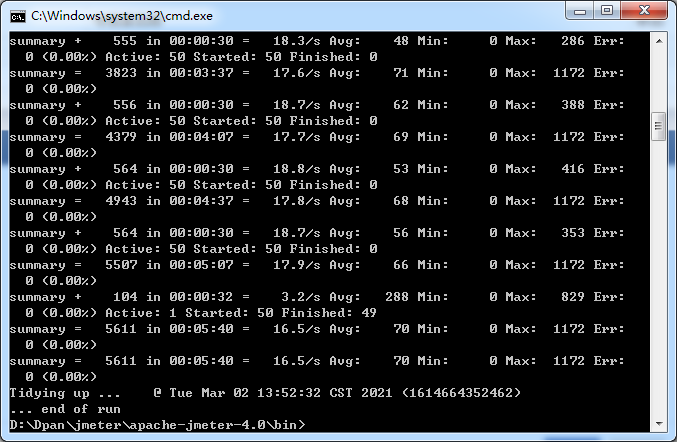 C:\Windows\system32\cmd.exe
summary +    555 in 00:00:30 =   18.3/s Avg:    48 Min:     0 Max:   286 Err:
  0 (0.00%) Active: 50 Started: 50 Finished: 0
summary =   3823 in 00:03:37 =   17.6/s Avg:    71 Min:     0 Max:  1172 Err:
  0 (0.00%)
summary +    556 in 00:00:30 =   18.7/s Avg:    62 Min:     0 Max:   388 Err:
  0 (0.00%) Active: 50 Started: 50 Finished: 0
summary =   4379 in 00:04:07 =   17.7/s Avg:    69 Min:     0 Max:  1172 Err:
  0 (0.00%)
summary +    564 in 00:00:30 =   18.8/s Avg:    53 Min:     0 Max:   416 Err:
  0 (0.00%) Active: 50 Started: 50 Finished: 0
summary =   4943 in 00:04:37 =   17.8/s Avg:    68 Min:     0 Max:  1172 Err:
  0 (0.00%)
summary +    564 in 00:00:30 =   18.7/s Avg:    56 Min:     0 Max:   353 Err:
  0 (0.00%) Active: 50 Started: 50 Finished: 0
summary =   5507 in 00:05:07 =   17.9/s Avg:    66 Min:     0 Max:  1172 Err:
  0 (0.00%)
summary +    104 in 00:00:32 =    3.2/s Avg:   288 Min:     0 Max:   829 Err:
  0 (0.00%) Active: 1 Started: 50 Finished: 49
summary =   5611 in 00:05:40 =   16.5/s Avg:    70 Min:     0 Max:  1172 Err:
  0 (0.00%)
summary =   5611 in 00:05:40 =   16.5/s Avg:    70 Min:     0 Max:  1172 Err:
  0 (0.00%)
Tidying up ...    @ Tue Mar 02 13:52:32 CST 2021 (1614664352462)
... end of run
D:\Dpan\jmeter\apache-jmeter-4.0\bin>